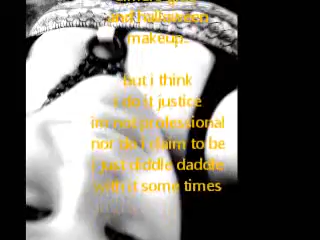 and halloween
makeup..
but i think
i do it justice
im not professional
nor do i claim to be
i just diddle daddle
with it some times